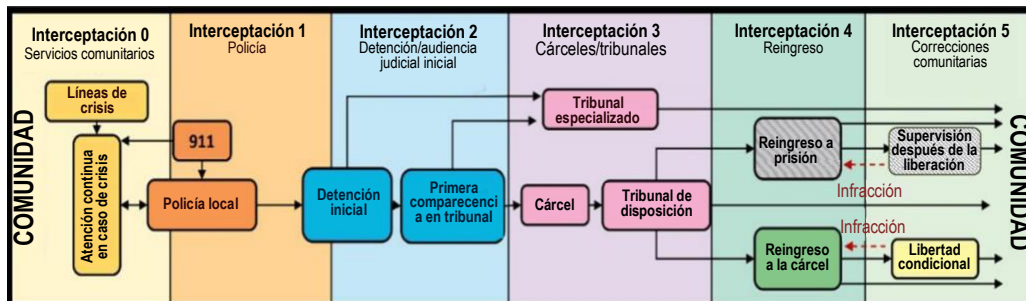 COMUNIDAD
Interceptación 0
Servicios comunitarios
Líneas de
crisis
Atención continua
en caso de crisis
Interceptación 1
Policía
911
Policía local
Interceptación 2
Detención/audiencia
judicial inicial
Detención
inicial
Primera
comparecenci
a en tribunal
Interceptación 3
Cárceles/tribunales
Tribunal
especializado
Cárcel
Tribunal de
disposición
Interceptación 4
Reingreso
Reingreso a
prisión
Reingreso
a la cárcel
Interceptación 5
Correcciones
comunitarias
Supervisión
después de la
liberación
Infracción
Infracción
Libertad
condicional
COMUNIDAD